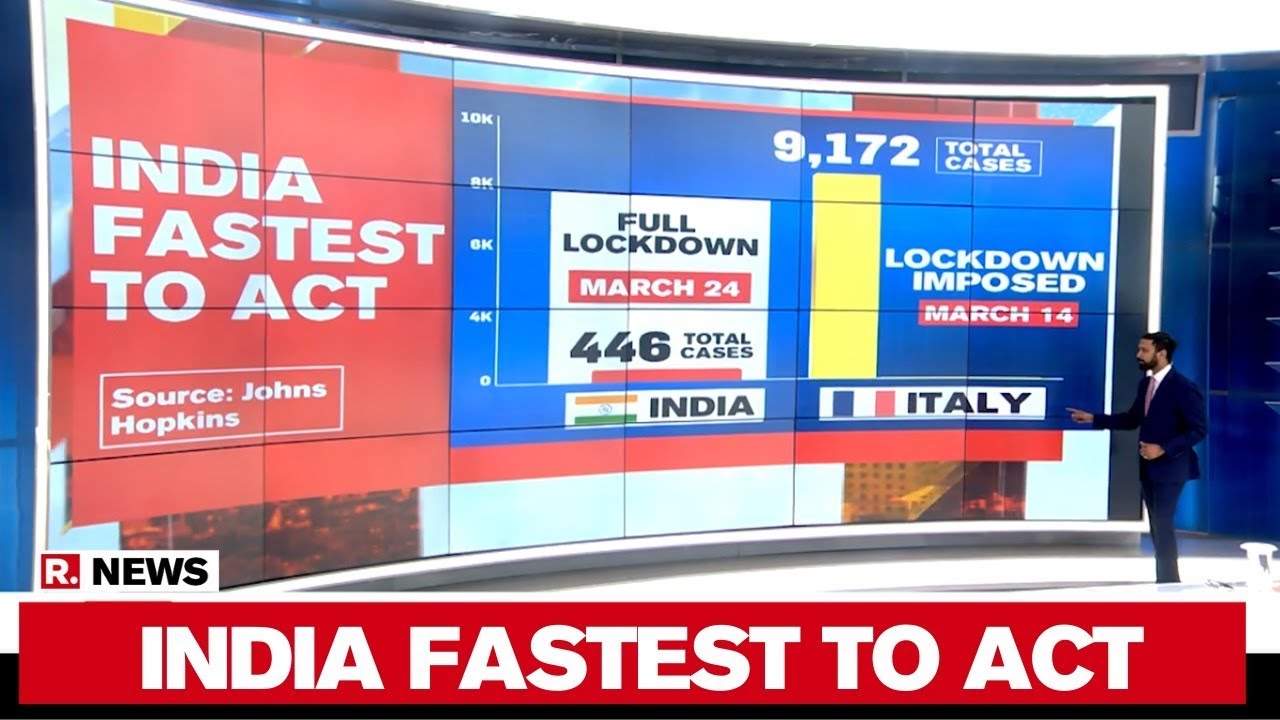 INDIA
FASTEST
TO ACT
Source: Johns
Hopkins
10K
8K
6K
4K
0
FULL
LOCKDOWN
MARCH 24
446 TOTAL
CASES
INDIA
9,172 TOTAL
CASES
LOCKDOWN
IMPOSED
MARCH 14
ITALY
R. NEWS
INDIA FASTEST TO ACT